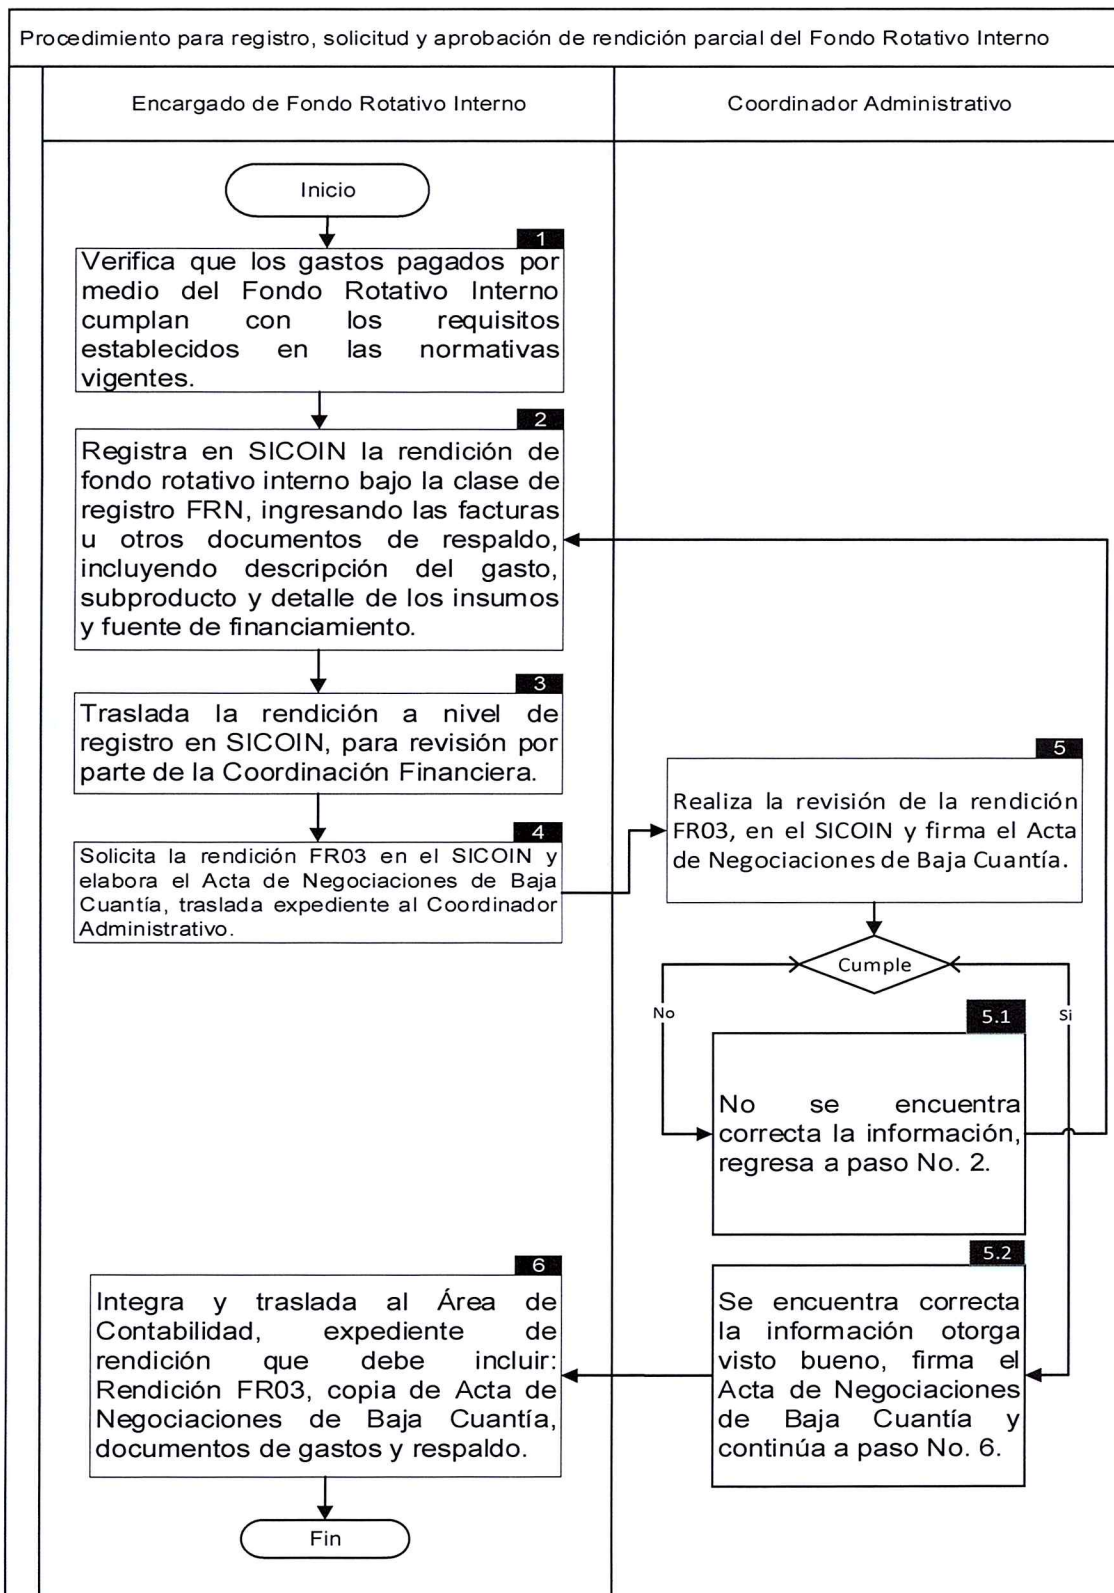 Procedimiento para registro, solicitud y aprobación de rendición parcial del Fondo Rotativo Interno
Encargado de Fondo Rotativo Interno
Coordinador Administrativo
Inicio
1
Verifica que los gastos pagados por
medio del Fondo Rotativo Interno
cumplan con los requisitos
establecidos en las normativas
vigentes.
2
Registra en SICOIN la rendición de
fondo rotativo interno bajo la clase de
registro FRN, ingresando las facturas
u otros documentos de respaldo,
incluyendo descripción del gasto,
subproducto y detalle de los insumos
y fuente de financiamiento.
3
Traslada la rendición a nivel de
registro en SICOIN, para revisión por
parte de la Coordinación Financiera.
4
Solicita la rendición FR03 en el SICOIN y
elabora el Acta de Negociaciones de Baja
Cuantía, traslada expediente al Coordinador
Administrativo.
5
Realiza la revisión de la rendición
FR03, en el SICOIN y firma el Acta
de Negociaciones de Baja Cuantía.
Cumple
No
Si
5.1
No se encuentra
correcta la información,
regresa a paso No. 2.
5.2
Se encuentra correcta
la información otorga
visto bueno, firma el
Acta de Negociaciones
de Baja Cuantía y
continúa a paso No. 6.
6
Integra y traslada al Área de
Contabilidad, expediente de
rendición que debe incluir:
Rendición FR03, copia de Acta de
Negociaciones de Baja Cuantía,
documentos de gastos y respaldo.
Fin